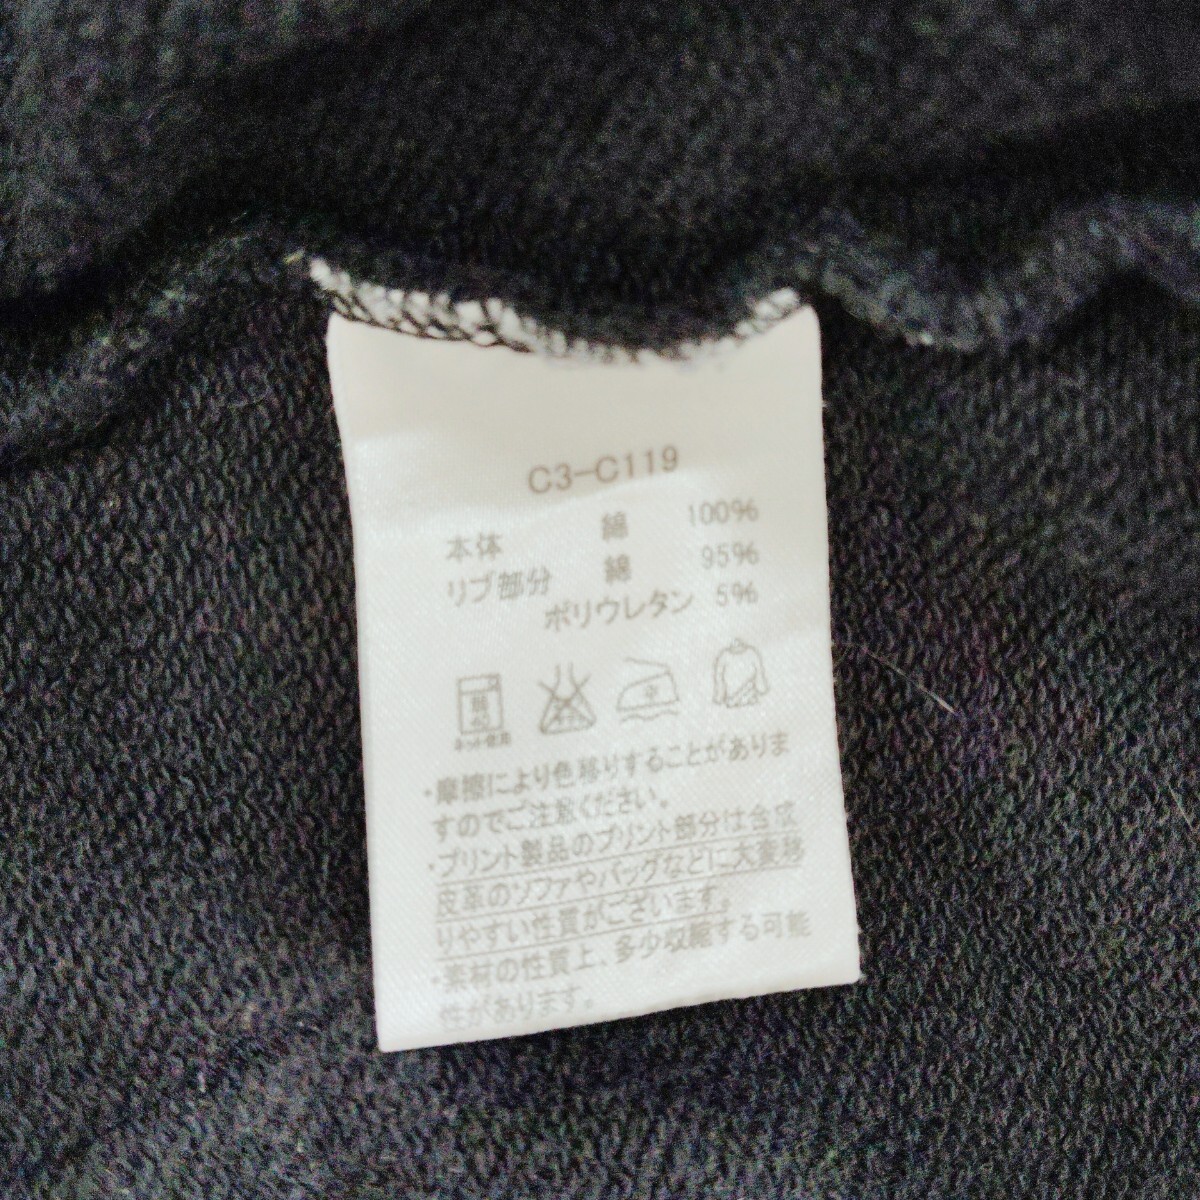 C3-C119
本体 綿 100%
リブ部分 綿 95%
ポリウレタン 5%
弱 40 中
ネット使用
・摩擦により色移りすることがありま
すのでご注意ください。
・プリント製品のプリント部分は合成
皮革のソファやバッグなどに大変移
りやすい性質がございます。
・素材の性質上、多少収縮する可能
性があります。